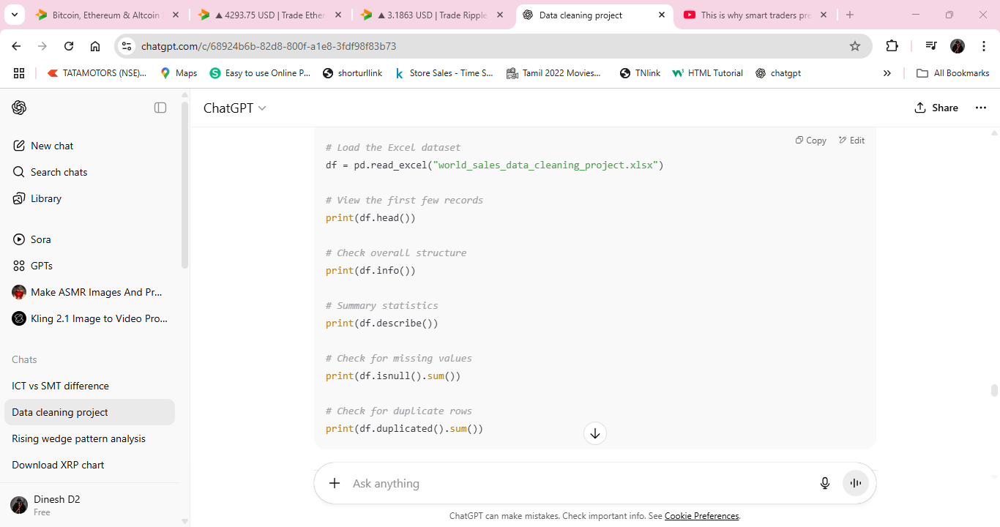 Bitcoin, Ethereum & Altcoin
▲ 4293.75 USD | Trade Ether
▲ 3.1863 USD | Trade Ripple
Data cleaning project
This is why smart traders pre
chatgpt.com/c/68924b6b-82d8-800f-a1e8-3fdf98f83b73
TATAMOTORS (NSE)...
Maps
Easy to use Online P...
shorturllink
Store Sales - Time S...
Tamil 2022 Movies...
TNlink
HTML Tutorial
chatgpt
All Bookmarks
New chat
Search chats
Library
Sora
GPTs
Make ASMR Images And Pr...
Kling 2.1 Image to Video Pro...
Chats
ICT vs SMT difference
Data cleaning project
Rising wedge pattern analysis
Download XRP chart
Dinesh D2
Free
ChatGPT
Share
Copy
Edit
# Load the Excel dataset
df = pd.read_excel("world_sales_data_cleaning_project.xlsx")
# View the first few records
print(df.head())
# Check overall structure
print(df.info())
# Summary statistics
print(df.describe())
# Check for missing values
print(df.isnull().sum())
# Check for duplicate rows
print(df.duplicated().sum())
Ask anything
ChatGPT can make mistakes. Check important info. See Cookie Preferences.